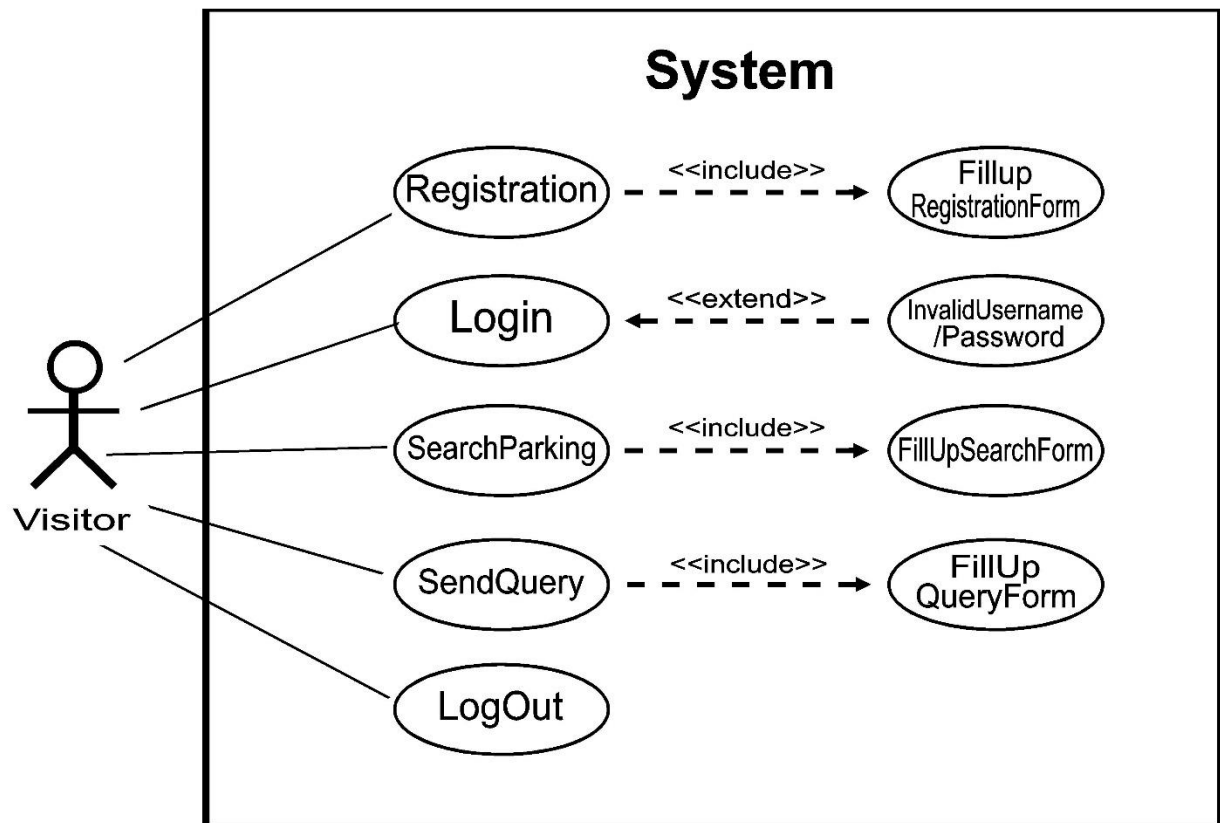 System
Registration
<<include>>
Fillup
RegistrationForm
Login
<<extend>>
InvalidUsername
/Password
SearchParking
<<include>>
FillUpSearchForm
Visitor
SendQuery
<<include>>
FillUp
QueryForm
LogOut